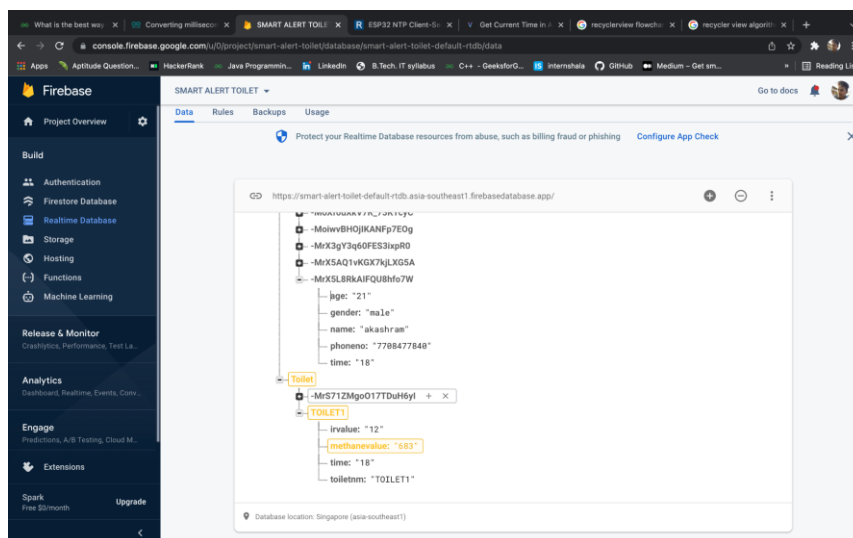 What is the best way
Converting millisecon
SMART ALERT TOILE
ESP32 NTP Client-Se
Get Current Time in A
recyclerview flowchar
recycler view algorith
console.firebase.google.com/u/0/project/smart-alert-toilet/database/smart-alert-toilet-default-rtdb/data
Apps Aptitude Question... HackerRank Java Programmin... LinkedIn B.Tech. IT syllabus C++ - GeeksforG... internshala GitHub Medium – Get sm... » Reading Lis
Firebase
SMART ALERT TOILET
Go to docs
Project Overview
Data Rules Backups Usage
Protect your Realtime Database resources from abuse, such as billing fraud or phishing Configure App Check
Build
Authentication
Firestore Database
Realtime Database
Storage
Hosting
Functions
Machine Learning
Release & Monitor
Crashlytics, Performance, Test La...
Analytics
Dashboard, Realtime, Events, Conv...
Engage
Predictions, A/B Testing, Cloud M...
Extensions
Spark
Free $0/month
Upgrade
https://smart-alert-toilet-default-rtdb.asia-southeast1.firebasedatabase.app/
-MoiwvBHOjIKANFp7EOg
-MrX3gY3q60FES3ixpR0
-MrX5AQ1vKGX7kjLXG5A
-MrX5L8RkAIFQU8hfo7W
age: "21"
gender: "male"
name: "akashram"
phoneno: "7708477840"
time: "18"
Toilet
-MrS71ZMgoO17TDuH6yI + ×
TOILET1
irvalue: "12"
methanevalue: "683"
time: "18"
toiletnm: "TOILET1"
Database location: Singapore (asia-southeast1)